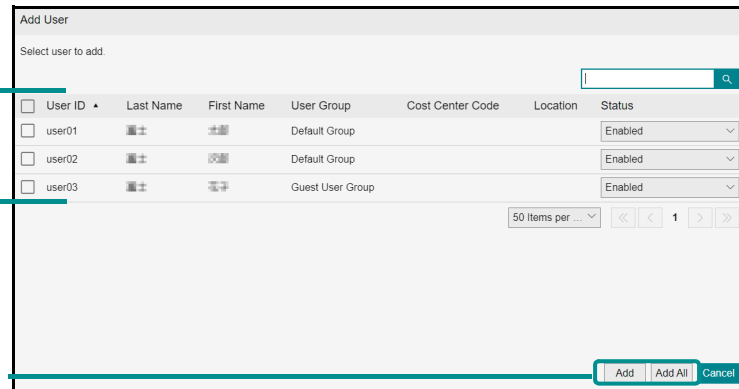 Add User
Select user to add.
User ID ▲ Last Name First Name User Group Cost Center Code Location Status
user01 Default Group Enabled
user02 Default Group Enabled
user03 Guest User Group Enabled
50 Items per ... 1
Add Add All Cancel